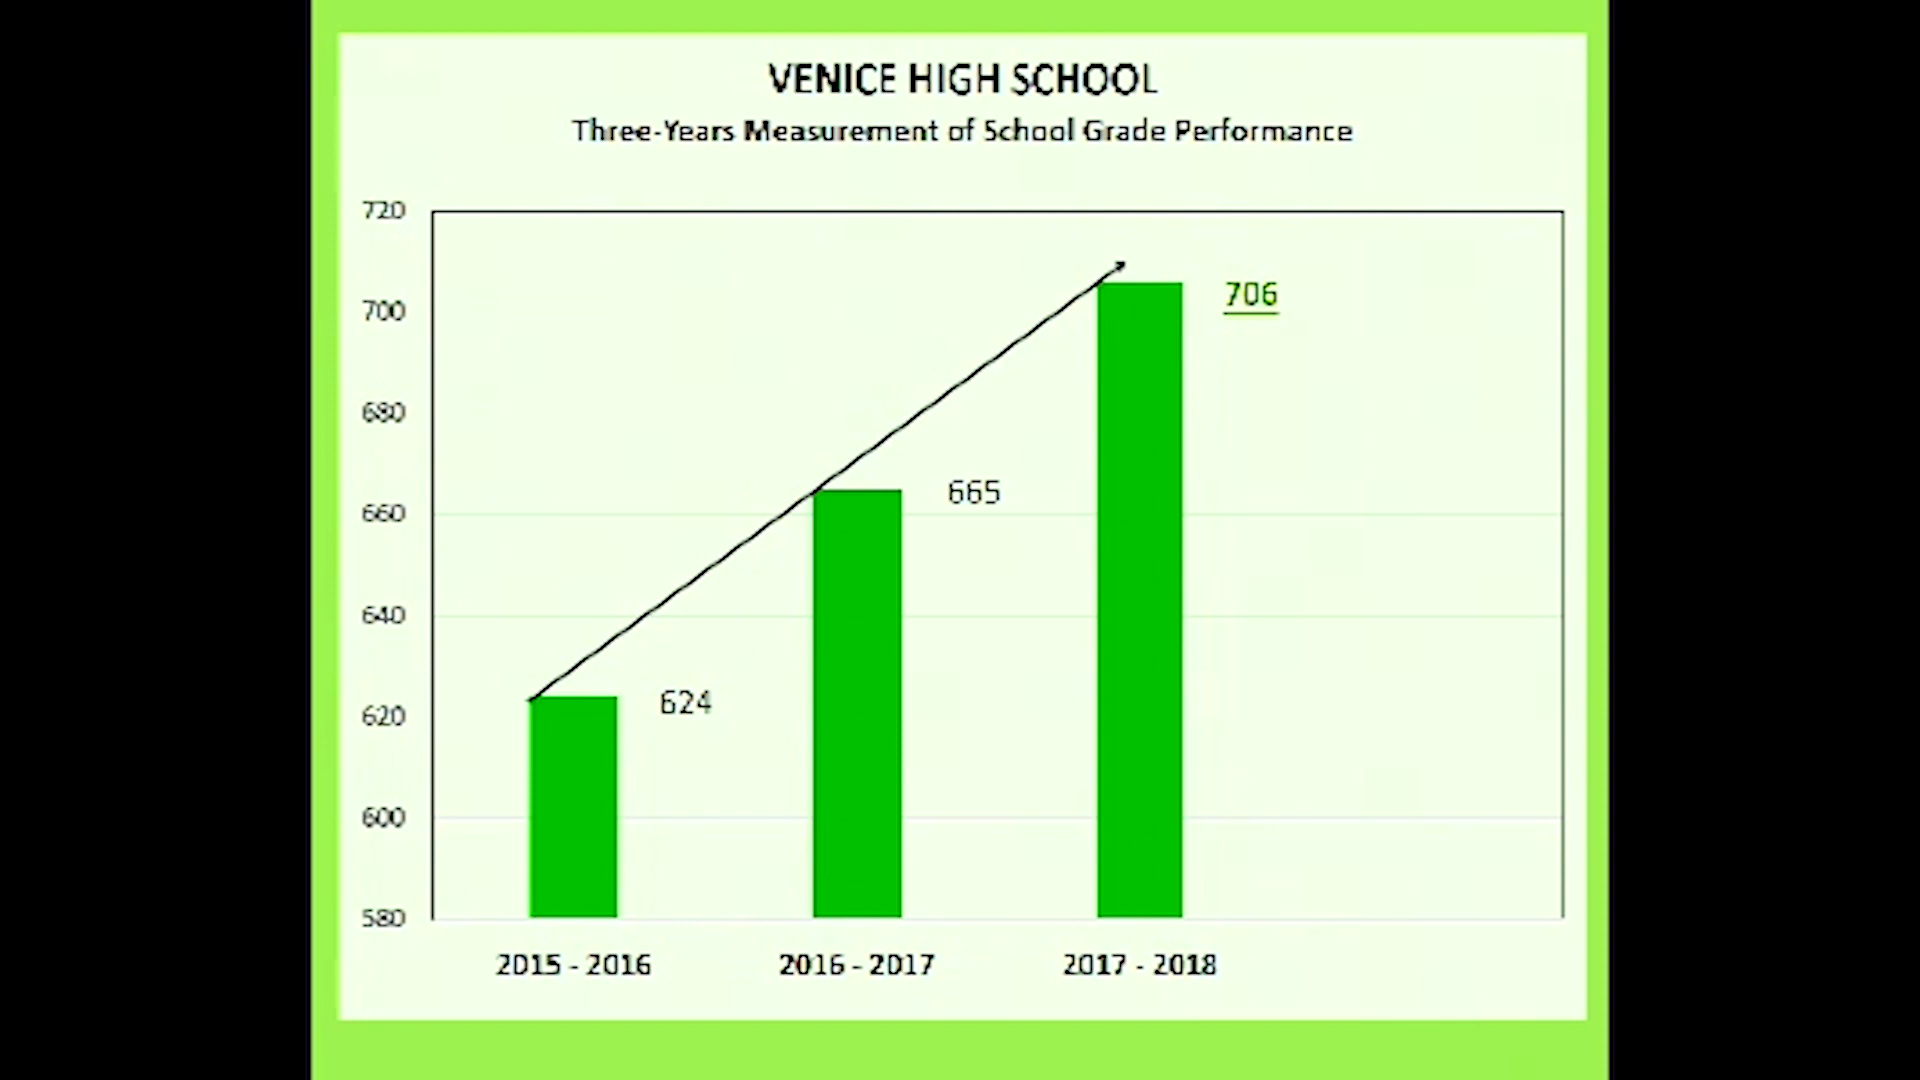 VENICE HIGH SCHOOL
Three-Years Measurement of School Grade Performance
720
700
680
660
640
620
600
580
706
665
624
2015 - 2016
2016 - 2017
2017 - 2018